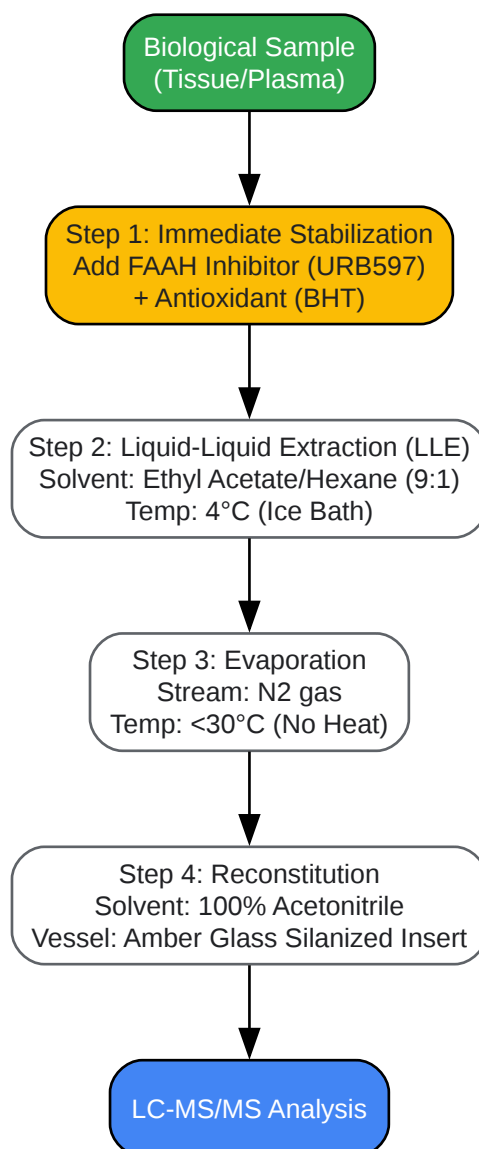 Biological Sample
(Tissue/Plasma)
Step 1: Immediate Stabilization
Add FAAH Inhibitor (URB597)
+ Antioxidant (BHT)
Step 2: Liquid-Liquid Extraction (LLE)
Solvent: Ethyl Acetate/Hexane (9:1)
Temp: 4°C (Ice Bath)
Step 3: Evaporation
Stream: N2 gas
Temp: <30°C (No Heat)
Step 4: Reconstitution
Solvent: 100% Acetonitrile
Vessel: Amber Glass Silanized Insert
LC-MS/MS Analysis